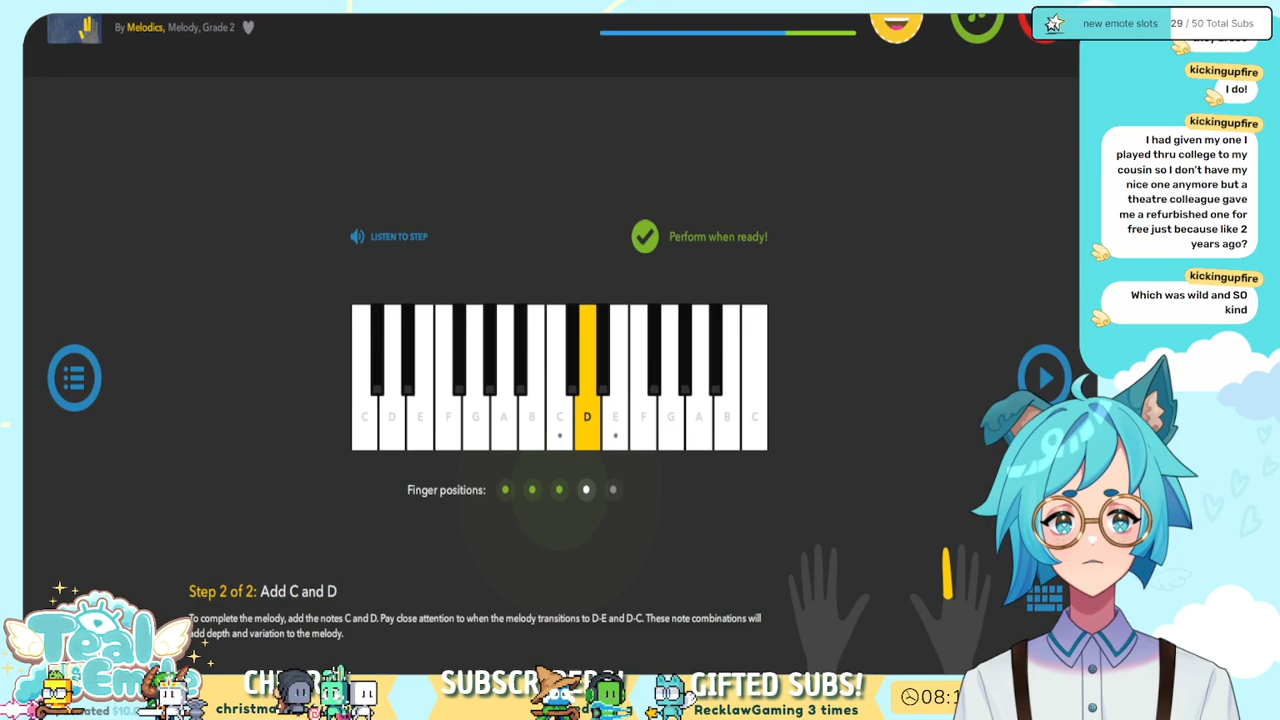 By Melodics, Melody, Grade 2
new emote slots 29 / 50 Total Subs
kickingupfire
I do!
kickingupfire
I had given my one I
played thru college to my
cousin so I don't have my
nice one anymore but a
theatre colleague gave
me a refurbished one for
free just because like 2
years ago?
kickingupfire
Which was wild and SO
kind
LISTEN TO STEP
Perform when ready!
C D E F G A B C D E F G A B C
Finger positions:
Step 2 of 2: Add C and D
To complete the melody, add the notes C and D. Pay close attention to when the melody transitions to D-E and D-C. These note combinations will
add depth and variation to the melody.
Teal
GIFTED SUBS!
RecklawGaming 3 times